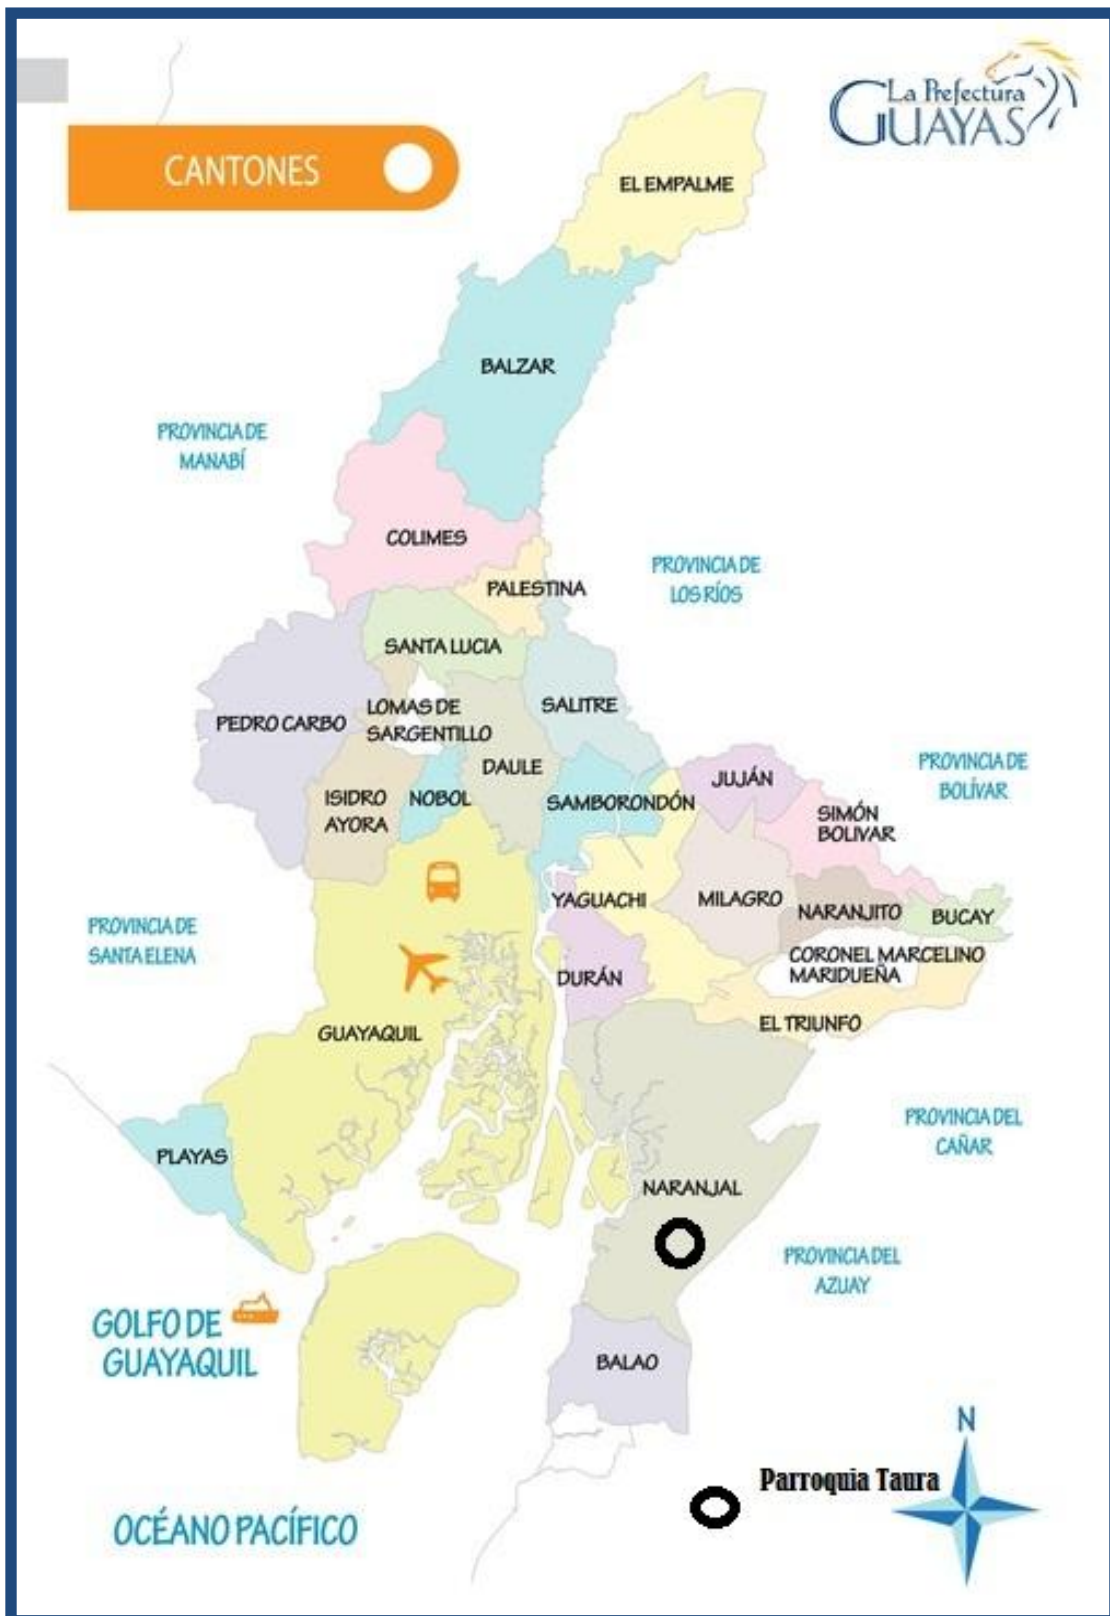 La Prefectura
GUAYAS
CANTONES
EL EMPALME
BALZAR
PROVINCIA DE
MANABÍ
COLIMES
PROVINCIA DE
LOS RÍOS
PALESTINA
SANTA LUCIA
LOMAS DE
SARGENTILLO
SALITRE
PEDRO CARBO
DAULE
PROVINCIA DE
BOLÍVAR
JUJÁN
ISIDRO
AYORA
NOBOL
SAMBORONDÓN
SIMÓN
BOLIVAR
YAGUACHI
MILAGRO
NARANJITO
BUCAY
PROVINCIA DE
SANTA ELENA
CORONEL MARCELINO
MARIDUEÑA
DURÁN
EL TRIUNFO
GUAYAQUIL
PROVINCIA DEL
CAÑAR
PLAYAS
NARANJAL
PROVINCIA DEL
AZUAY
GOLFO DE
GUAYAQUIL
BALAO
N
Parroquia Taura
OCÉANO PACÍFICO